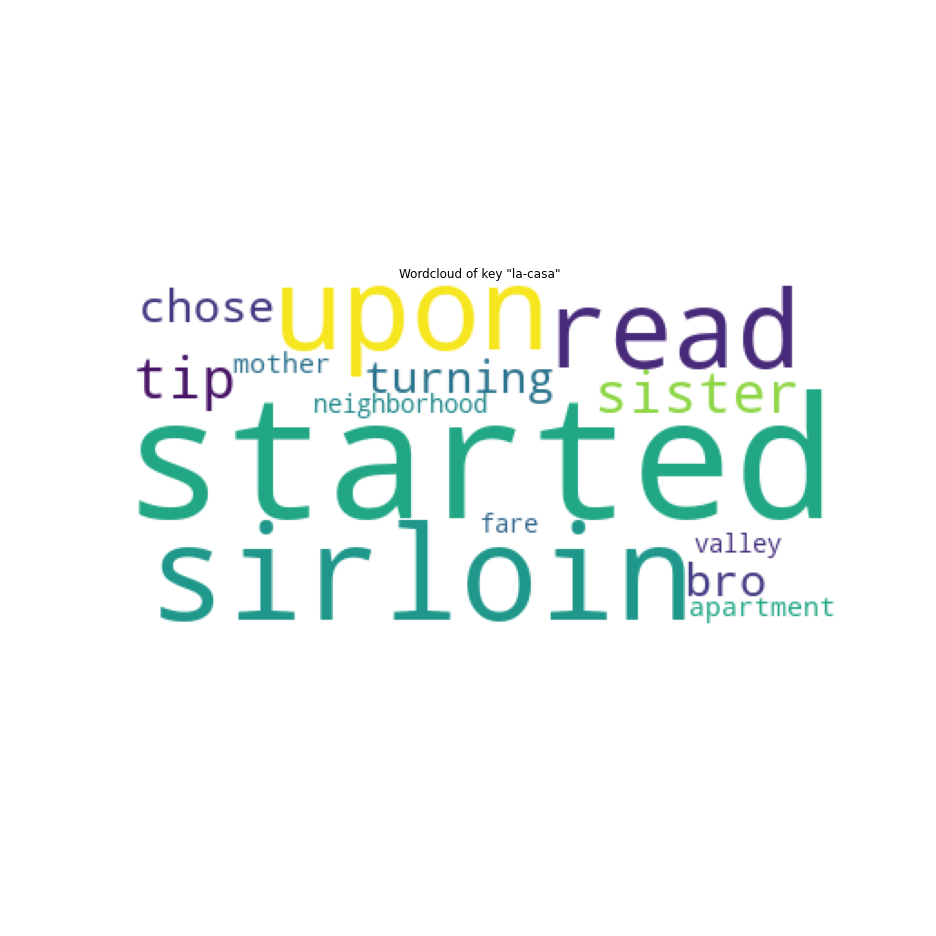 Wordcloud of key "la-casa"
chose upon read
tip mother turning sister
neighborhood
started
sirloin fare valley
bro
apartment